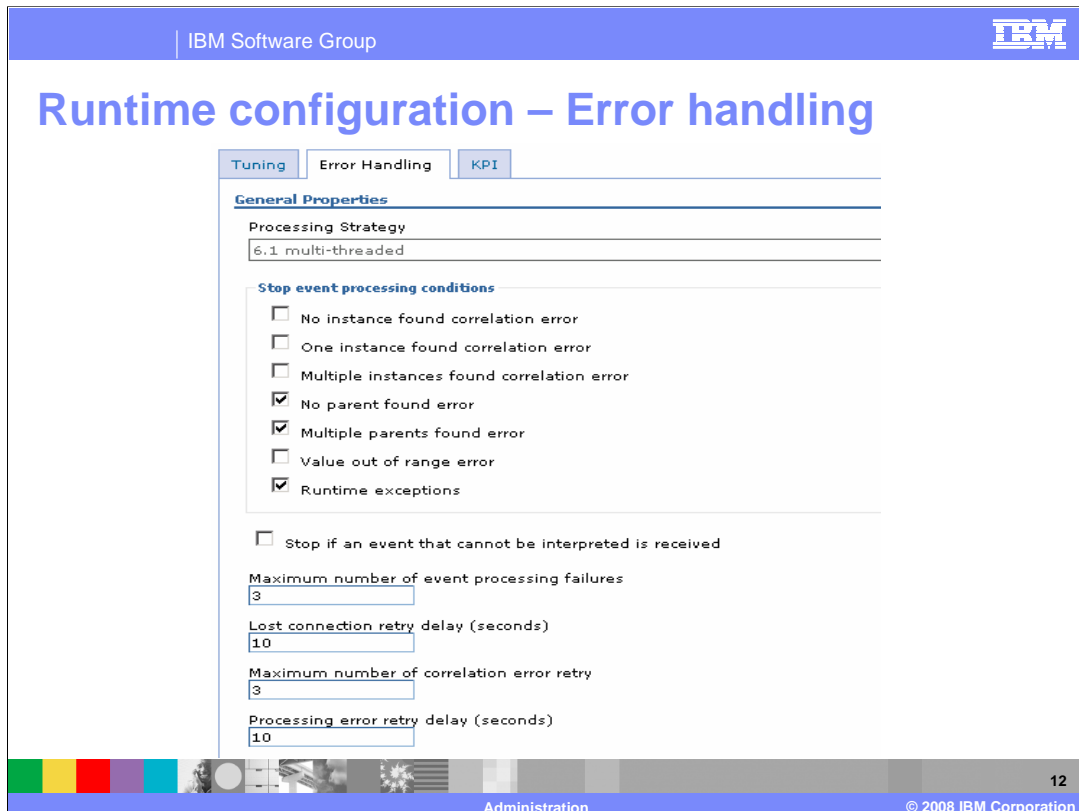 IBM Software Group
IBM
Runtime configuration – Error handling
Tuning Error Handling KPI
General Properties
Processing Strategy
6.1 multi-threaded
Stop event processing conditions
No instance found correlation error
One instance found correlation error
Multiple instances found correlation error
No parent found error
Multiple parents found error
Value out of range error
Runtime exceptions
Stop if an event that cannot be interpreted is received
Maximum number of event processing failures
3
Lost connection retry delay (seconds)
10
Maximum number of correlation error retry
3
Processing error retry delay (seconds)
10
12
Administration
© 2008 IBM Corporation